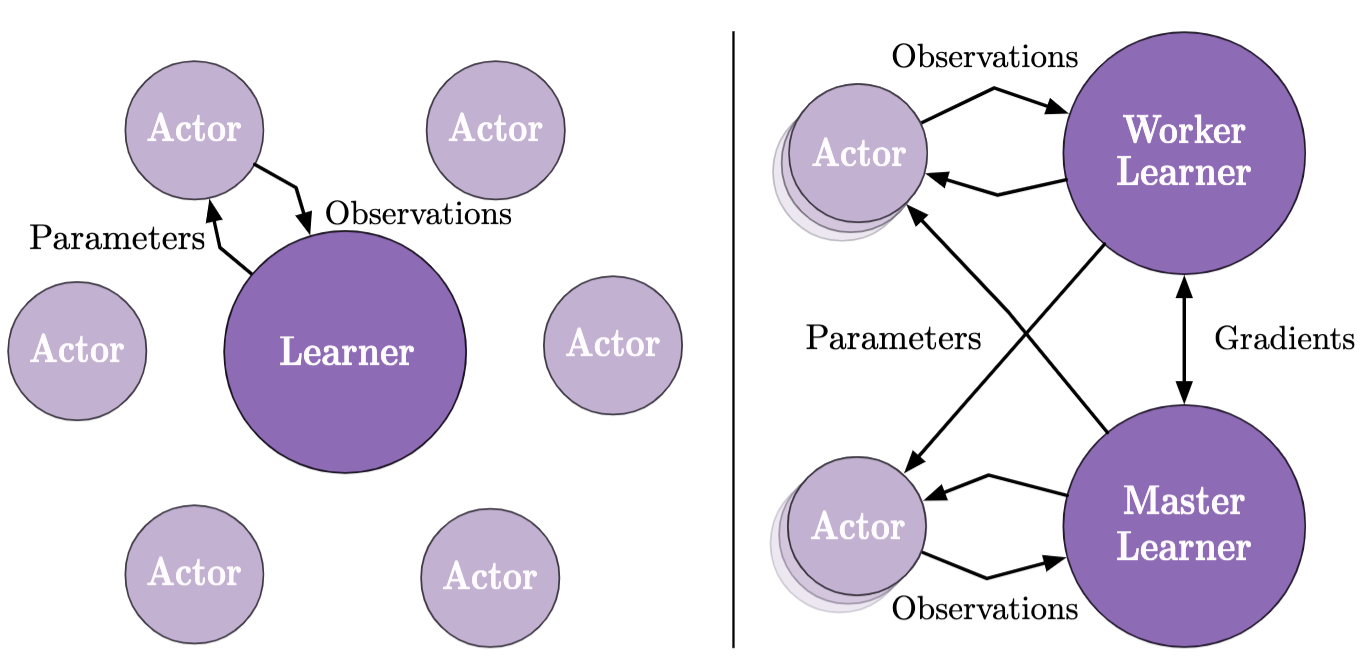 Actor
Actor
Observations
Parameters
Actor
Learner
Actor
Actor
Actor
Observations
Actor
Worker
Learner
Parameters
Gradients
Actor
Master
Learner
Observations